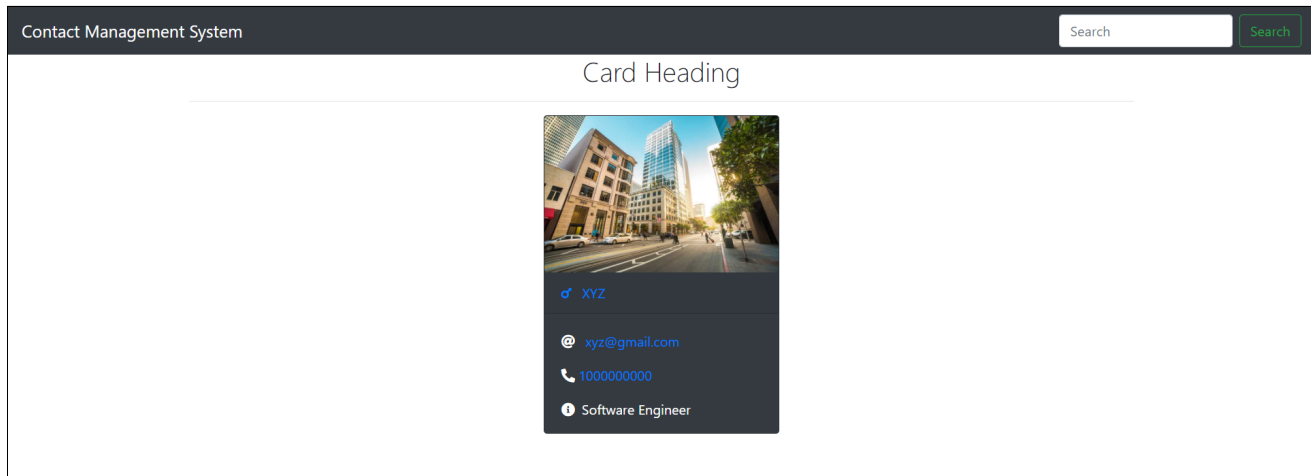 Contact Management System
Search
Search
Card Heading
XYZ
xyz@gmail.com
1000000000
Software Engineer